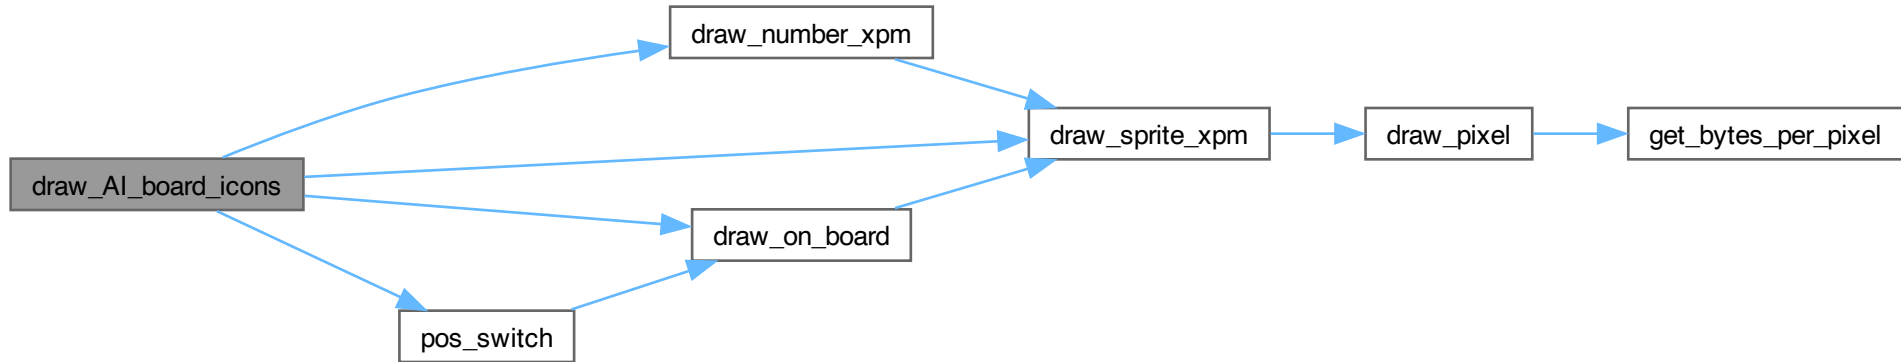 draw_AI_board_icons
draw_number_xpm
draw_on_board
pos_switch
draw_sprite_xpm
draw_pixel
get_bytes_per_pixel